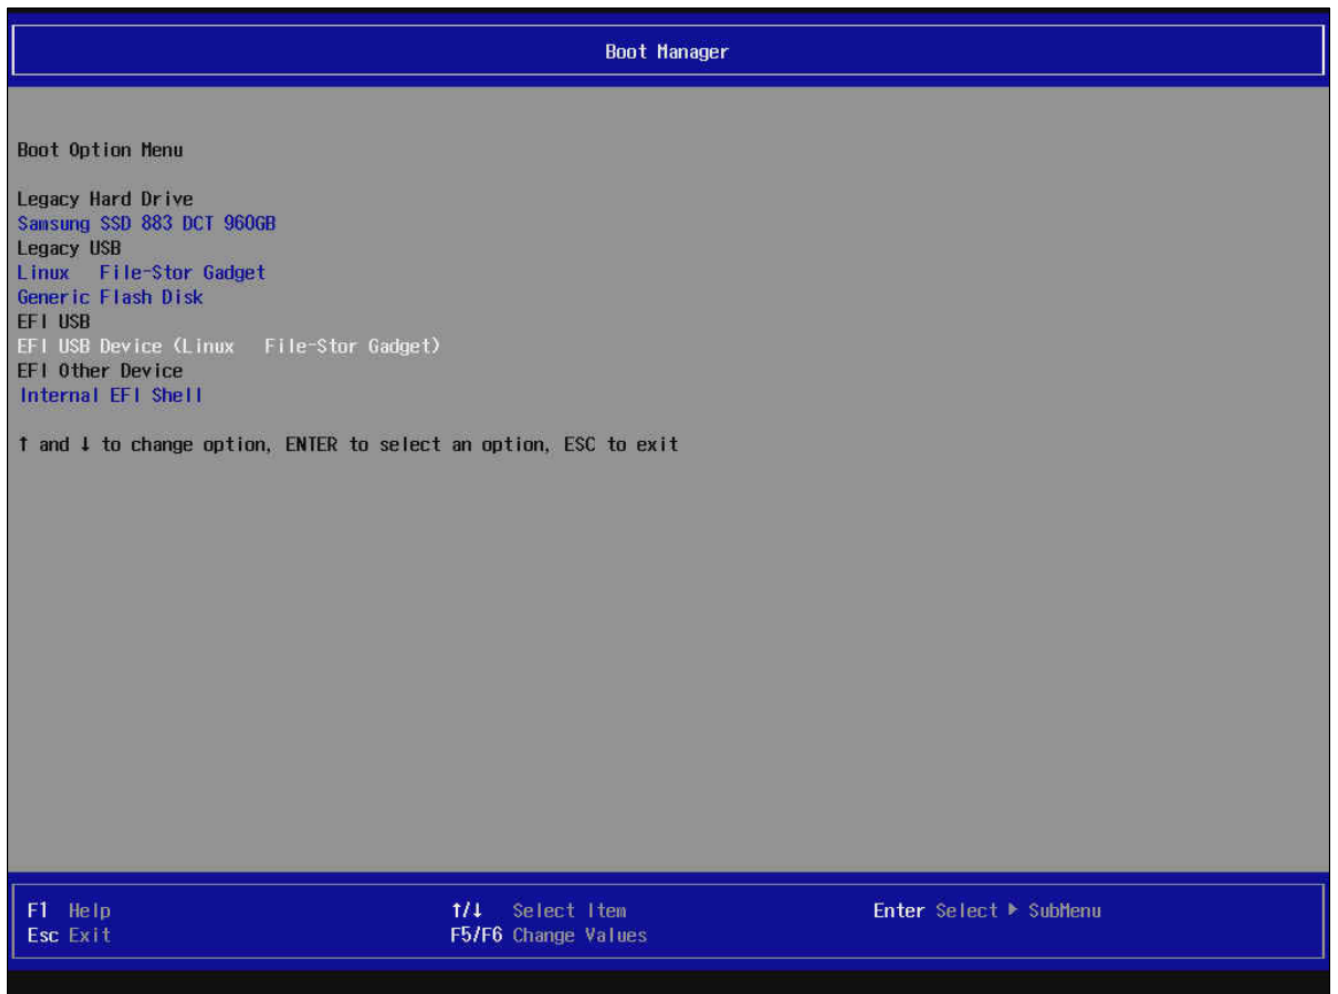 Boot Manager
Boot Option Menu
Legacy Hard Drive
Samsung SSD 883 DCT 960GB
Legacy USB
Linux   File-Stor Gadget
Generic Flash Disk
EFI USB
EFI USB Device (Linux   File-Stor Gadget)
EFI Other Device
Internal EFI Shell
↑ and ↓ to change option, ENTER to select an option, ESC to exit
F1 Help ↑/↓ Select Item Enter Select ▶ SubMenu
Esc Exit F5/F6 Change Values